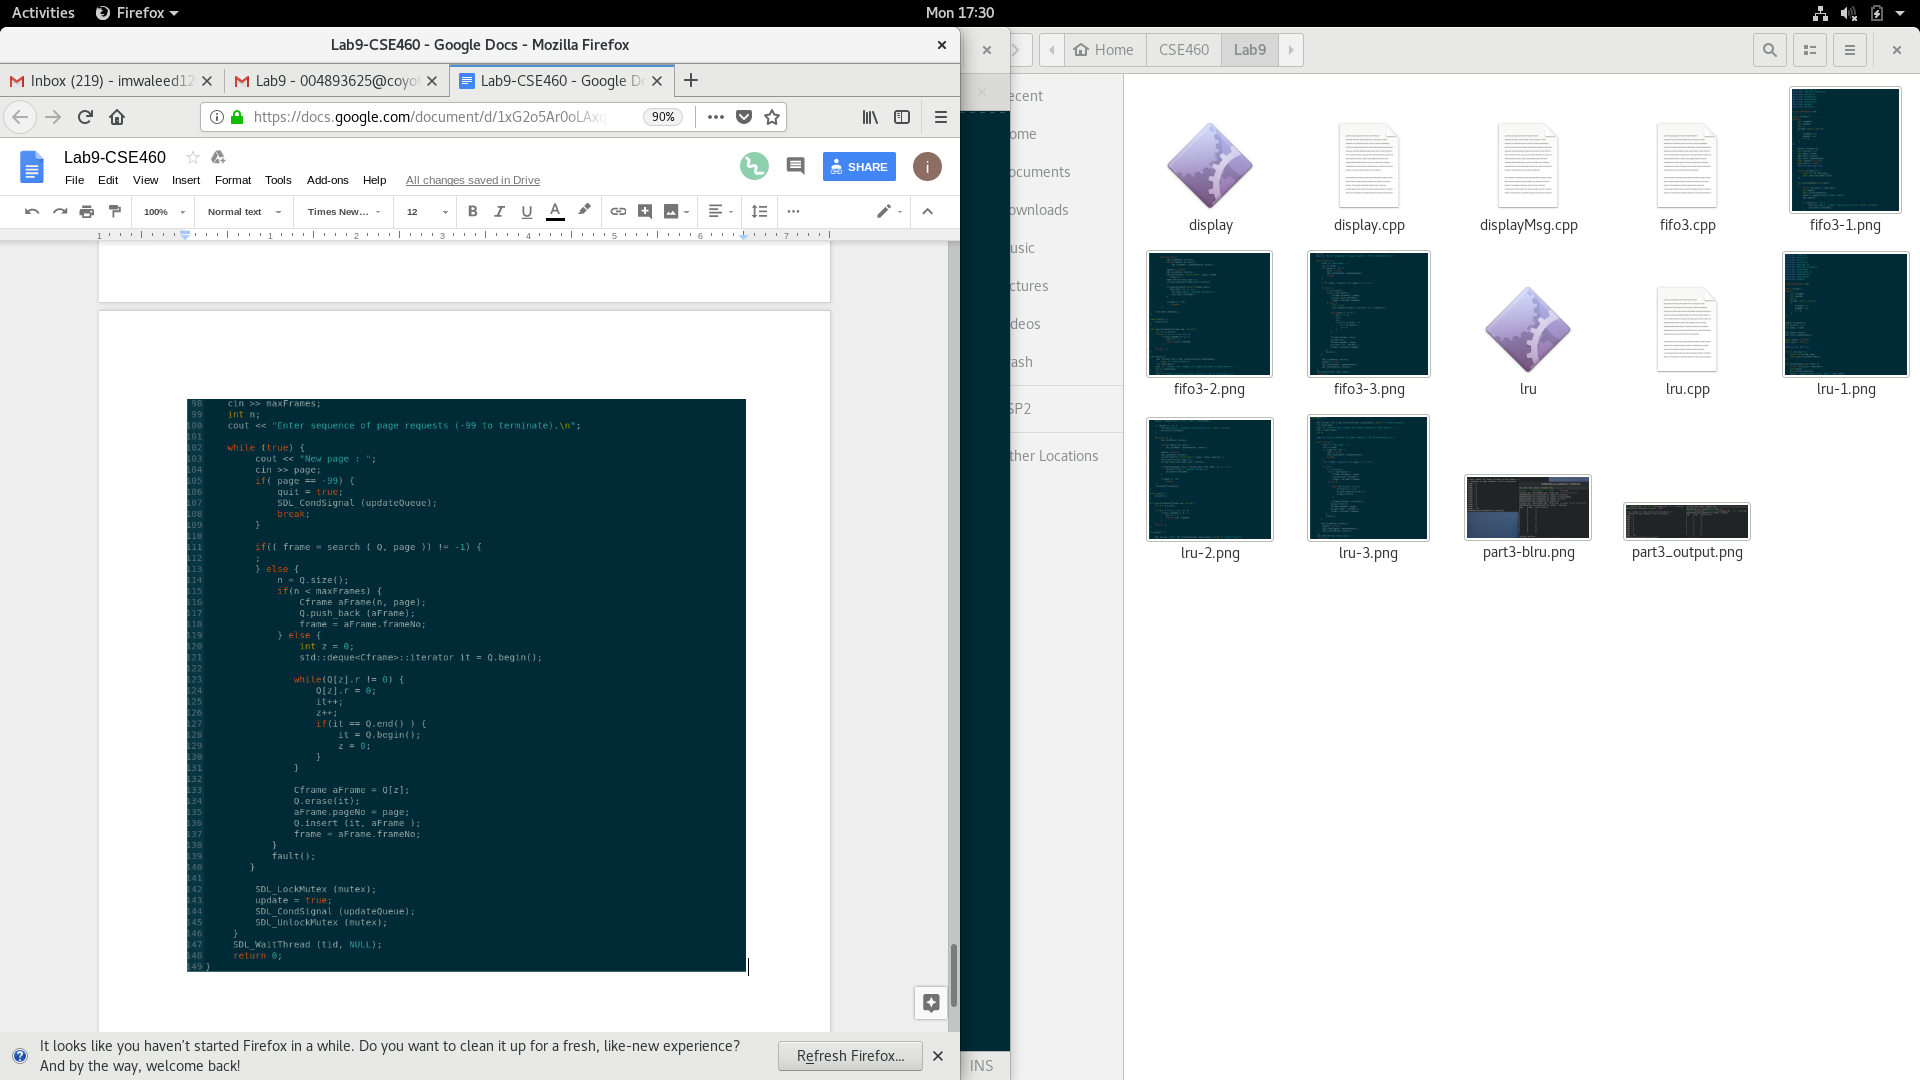 Activities
Firefox
Mon 17:30
Lab9-CSE460 - Google Docs - Mozilla Firefox
Inbox (219) - imwaleed12
Lab9 - 004893625@coyot
Lab9-CSE460 - Google Do
https://docs.google.com/document/d/1xG2o5Ar0oLAxq
90%
Lab9-CSE460
SHARE
i
File Edit View Insert Format Tools Add-ons Help All changes saved in Drive
100% Normal text Times New... 12 B I U A
1 1 2 3 4 5 6 7
98 cin >> maxFrames;
99 int n;
100 cout << "Enter sequence of page requests (-99 to terminate).\n";
101
102 while (true) {
103 cout << "New page : ";
104 cin >> page;
105 if( page == -99) {
106 quit = true;
107 SDL_CondSignal (updateQueue);
108 break;
109 }
110
111 if(( frame = search ( Q, page )) != -1) {
112 ;
113 } else {
114 n = Q.size();
115 if(n < maxFrames) {
116 Cframe aFrame(n, page);
117 Q.push_back (aFrame);
118 frame = aFrame.frameNo;
119 } else {
120 int z = 0;
121 std::deque<Cframe>::iterator it = Q.begin();
122
123 while(Q[z].r != 0) {
124 Q[z].r = 0;
125 it++;
126 z++;
127 if(it == Q.end() ) {
128 it = Q.begin();
129 z = 0;
130 }
131 }
132
133 Cframe aFrame = Q[z];
134 Q.erase(it);
135 aFrame.pageNo = page;
136 Q.insert (it, aFrame );
137 frame = aFrame.frameNo;
138 }
139 fault();
140 }
141
142 SDL_LockMutex (mutex);
143 update = true;
144 SDL_CondSignal (updateQueue);
145 SDL_UnlockMutex (mutex);
146 }
147 SDL_WaitThread (tid, NULL);
148 return 0;
149 }
It looks like you haven't started Firefox in a while. Do you want to clean it up for a fresh, like-new experience?
And by the way, welcome back!
Refresh Firefox...
INS
Home CSE460 Lab9
ecent
ome
ocuments
ownloads
usic
ctures
deos
ash
SP2
ther Locations
display
display.cpp
displayMsg.cpp
fifo3.cpp
fifo3-1.png
fifo3-2.png
fifo3-3.png
lru
lru.cpp
lru-1.png
lru-2.png
lru-3.png
part3-blru.png
part3_output.png